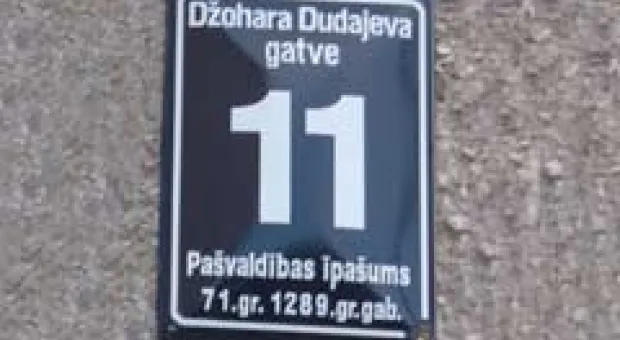 Džohara Dudajeva
gatve
11
Pašvaldības īpašums
71.gr. 1289.gr.gab.